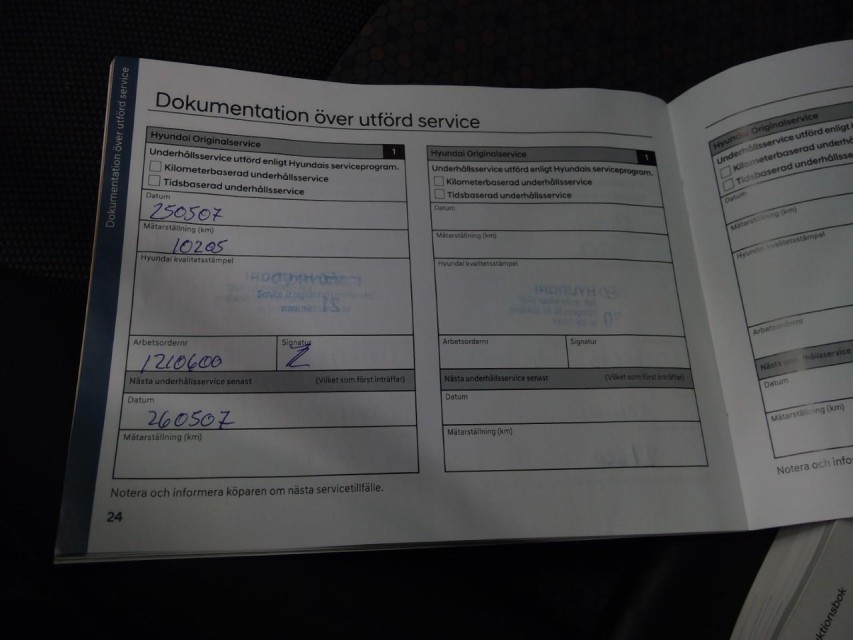 Dokumentation över utförd service
Dokumentation över utförd service
Hyundai Originalservice 1
Underhållsservice utförd enligt Hyundais serviceprogram.
Kilometerbaserad underhållsservice
Tidsbaserad underhållsservice
Datum
250507
Mätarställning (km)
10205
Hyundai kvalitetsstämpel
Arbetsordernr
Signatur
1210600
Nästa underhållsservice senast (Vilket som först inträffar)
Datum
260507
Mätarställning (km)
Hyundai Originalservice 1
Underhållsservice utförd enligt Hyundais serviceprogram.
Kilometerbaserad underhållsservice
Tidsbaserad underhållsservice
Datum
Mätarställning (km)
Hyundai kvalitetsstämpel
Arbetsordernr
Signatur
Nästa underhållsservice senast (Vilket som först inträffar)
Datum
Mätarställning (km)
Notera och informera köparen om nästa servicetillfälle.
24
Hyundai Originalservice
Underhållsservice utförd enligt
Kilometerbaserad underhå
Tidsbaserad underhållsse
Datum
Mätarställning (km)
Hyundai kvalitetsstämpel
Arbetsordernr
Nästa underhållsservice
Datum
Mätarställning (km)
Notera och info
ktionsbok